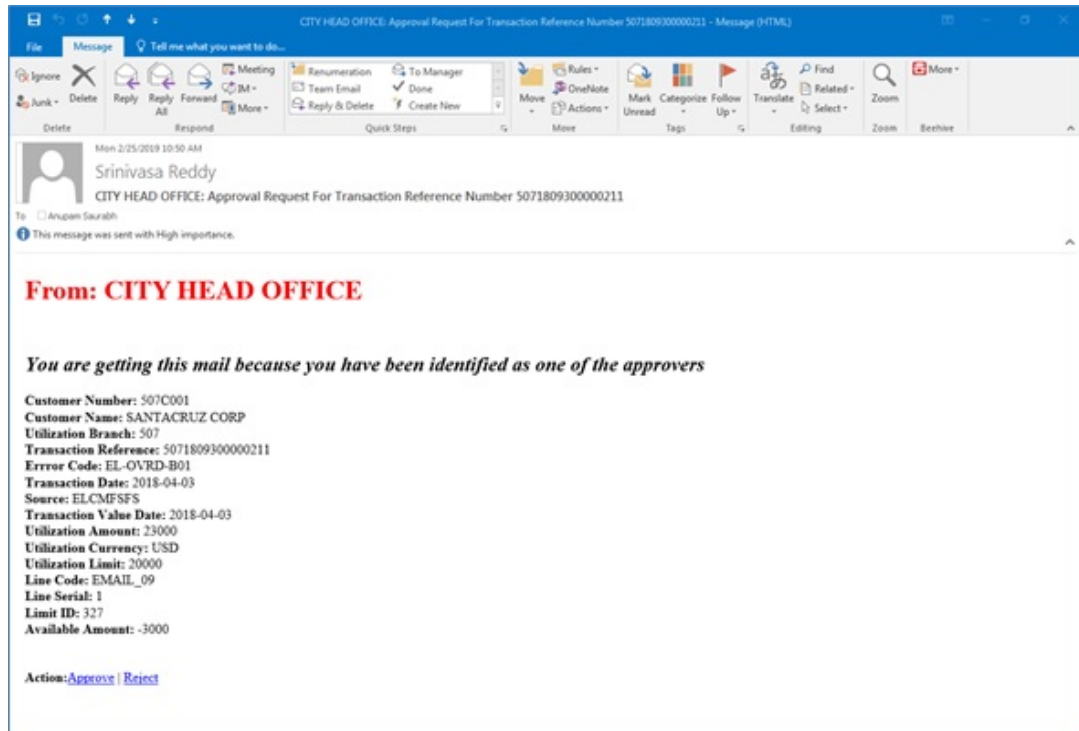 CITY HEAD OFFICE: Approval Request For Transaction Reference Number 5071809300000211 - Message (HTML)
File Message Tell me what you want to do...
Ignore
Junk
Delete
Reply
Reply All
Forward
Meeting
IM
More
Renumeration
Team Email
Reply & Delete
To Manager
Done
Create New
Move
Rules
OneNote
Actions
Mark Unread
Categorize
Follow Up
Translate
Find
Related
Select
Zoom
More
Delete Respond Quick Steps Move Tags Editing Zoom Beehive
Mon 2/25/2019 10:50 AM
Srinivasa Reddy
CITY HEAD OFFICE: Approval Request For Transaction Reference Number 5071809300000211
To Anupam Saurabh
This message was sent with High importance.
From: CITY HEAD OFFICE
You are getting this mail because you have been identified as one of the approvers
Customer Number: 507C001
Customer Name: SANTACRUZ CORP
Utilization Branch: 507
Transaction Reference: 5071809300000211
Errror Code: EL-OVRD-B01
Transaction Date: 2018-04-03
Source: ELCMFSFS
Transaction Value Date: 2018-04-03
Utilization Amount: 23000
Utilization Currency: USD
Utilization Limit: 20000
Line Code: EMAIL_09
Line Serial: 1
Limit ID: 327
Available Amount: -3000
Action:Approve | Reject